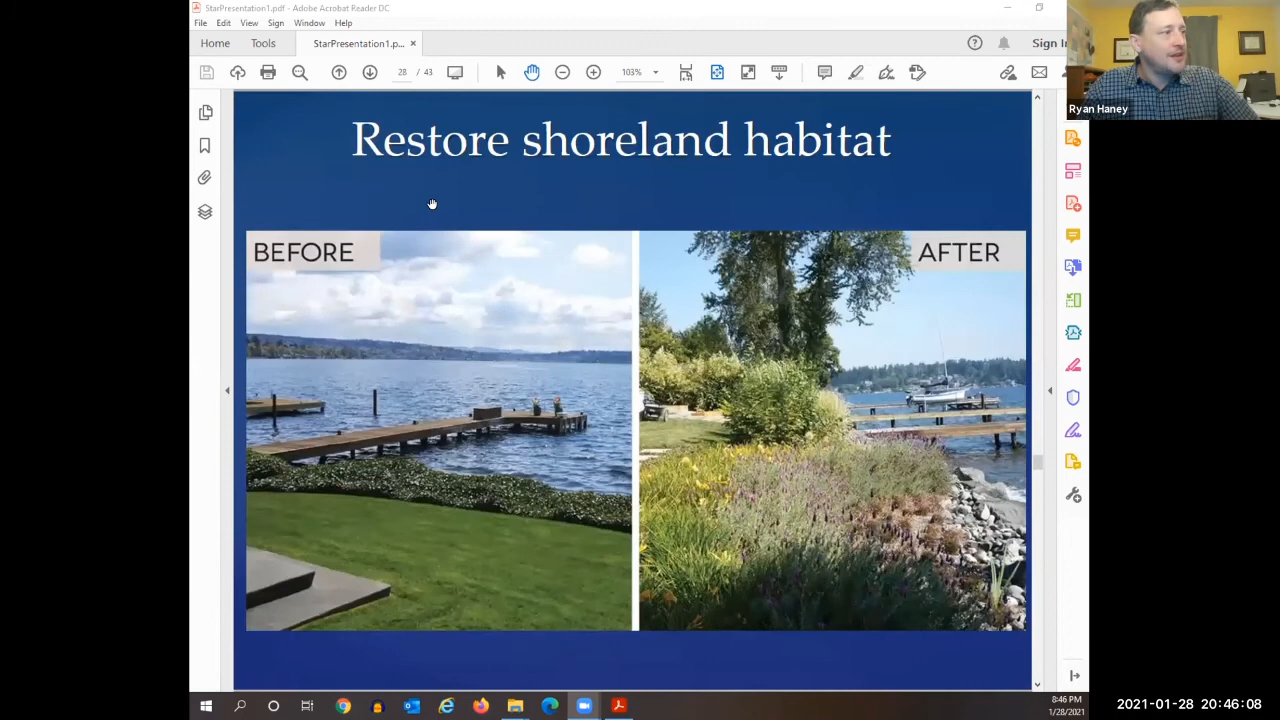 StarPresentation1.pdf - Adobe Acrobat Reader DC
File Edit View Sign Window Help
Home Tools StarPresentation1.p... × Sign In
28 / 43 103%
Ryan Haney
Restore shoreland habitat
BEFORE
AFTER
8:46 PM
1/28/2021
2021-01-28 20:46:08